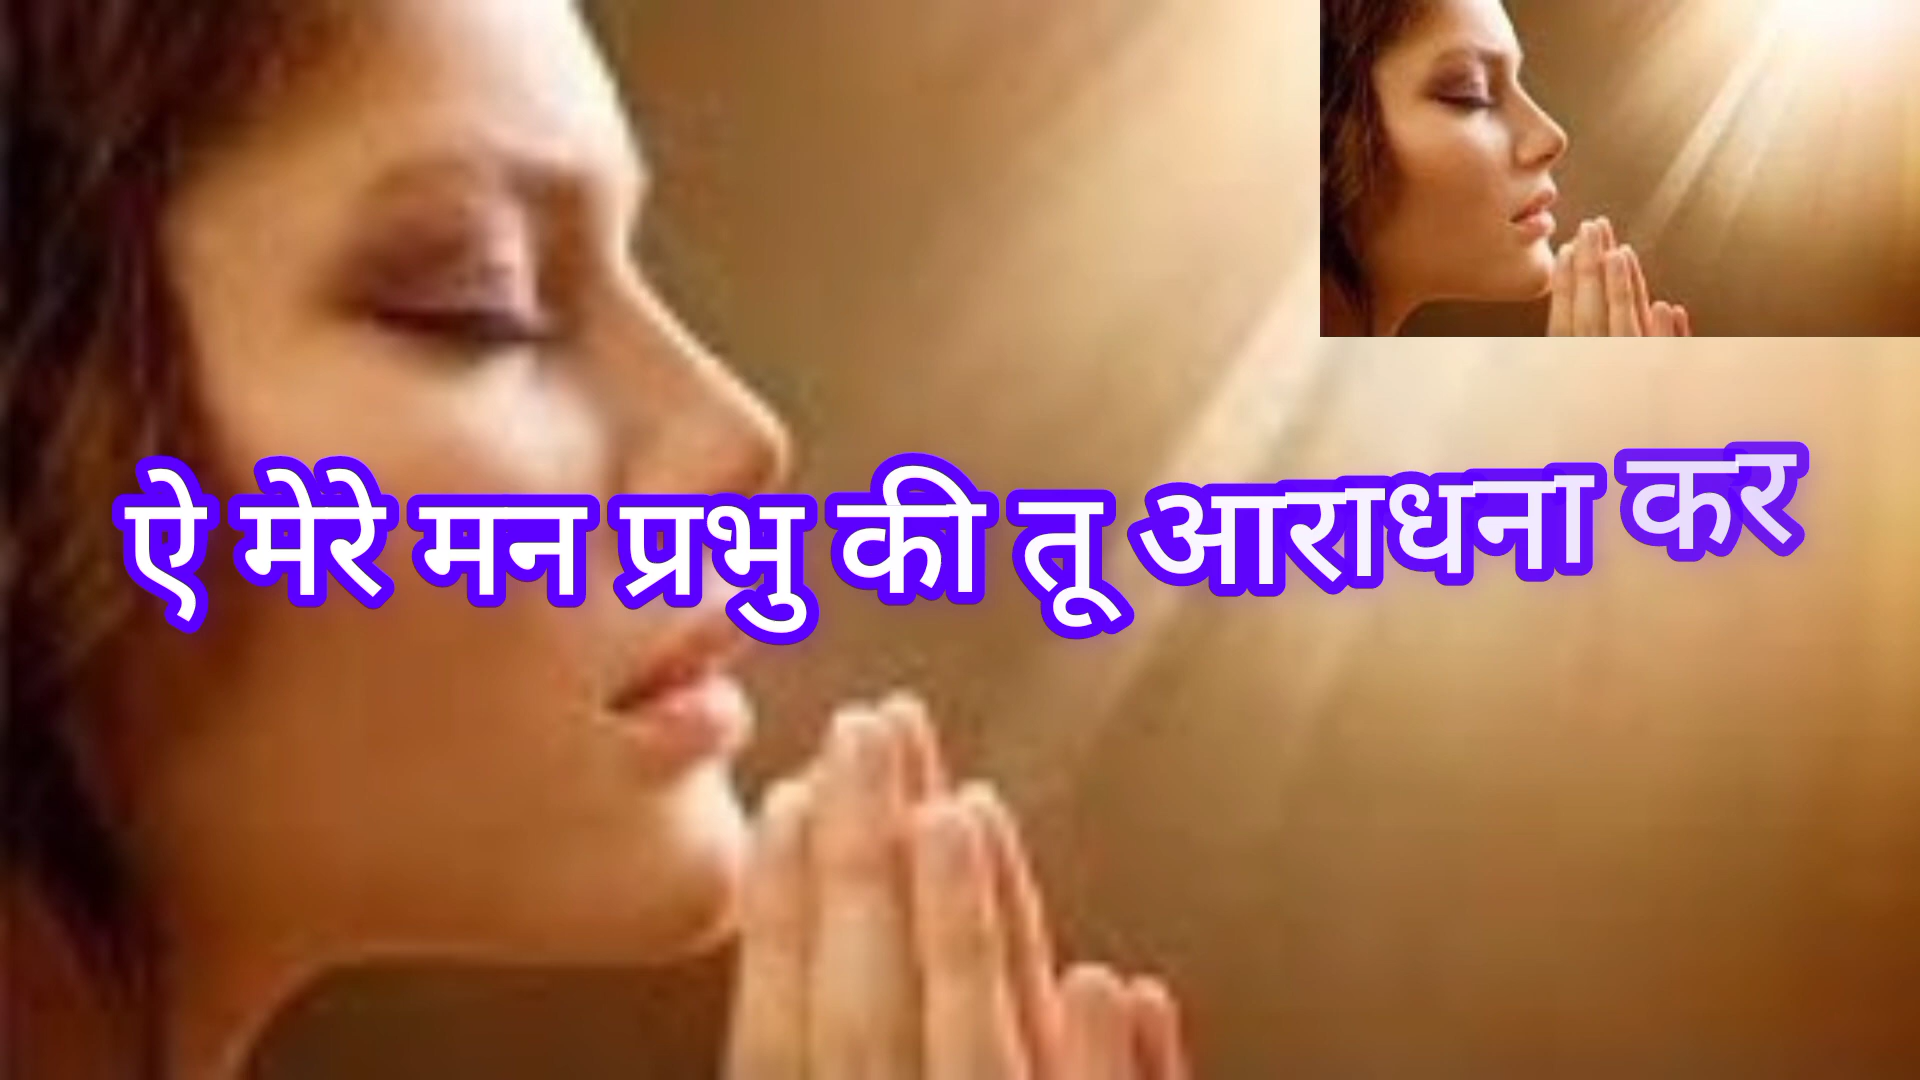 ऐ मेरे मन प्रभु की तू आराधना कर